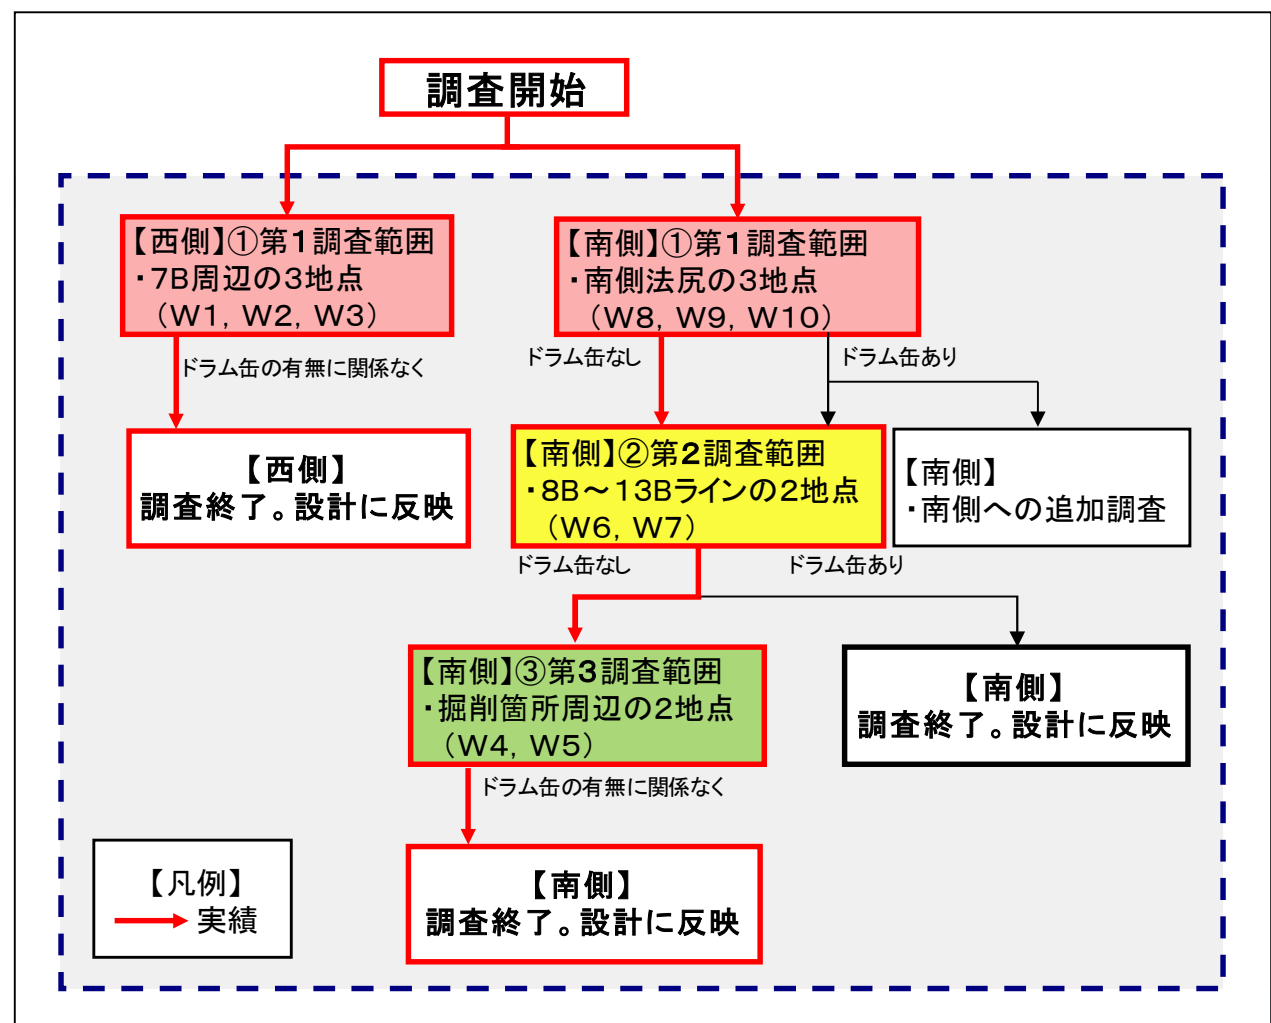 調査開始
【西側】①第1調査範囲
・7B周辺の3地点
(W1, W2, W3)
【南側】①第1調査範囲
・南側法尻の3地点
(W8, W9, W10)
ドラム缶の有無に関係なく
ドラム缶なし
ドラム缶あり
【西側】
調査終了。設計に反映
【南側】②第2調査範囲
・8B～13Bラインの2地点
(W6, W7)
【南側】
・南側への追加調査
ドラム缶なし
ドラム缶あり
【南側】③第3調査範囲
・掘削箇所周辺の2地点
(W4, W5)
【南側】
調査終了。設計に反映
ドラム缶の有無に関係なく
【凡例】
実績
【南側】
調査終了。設計に反映